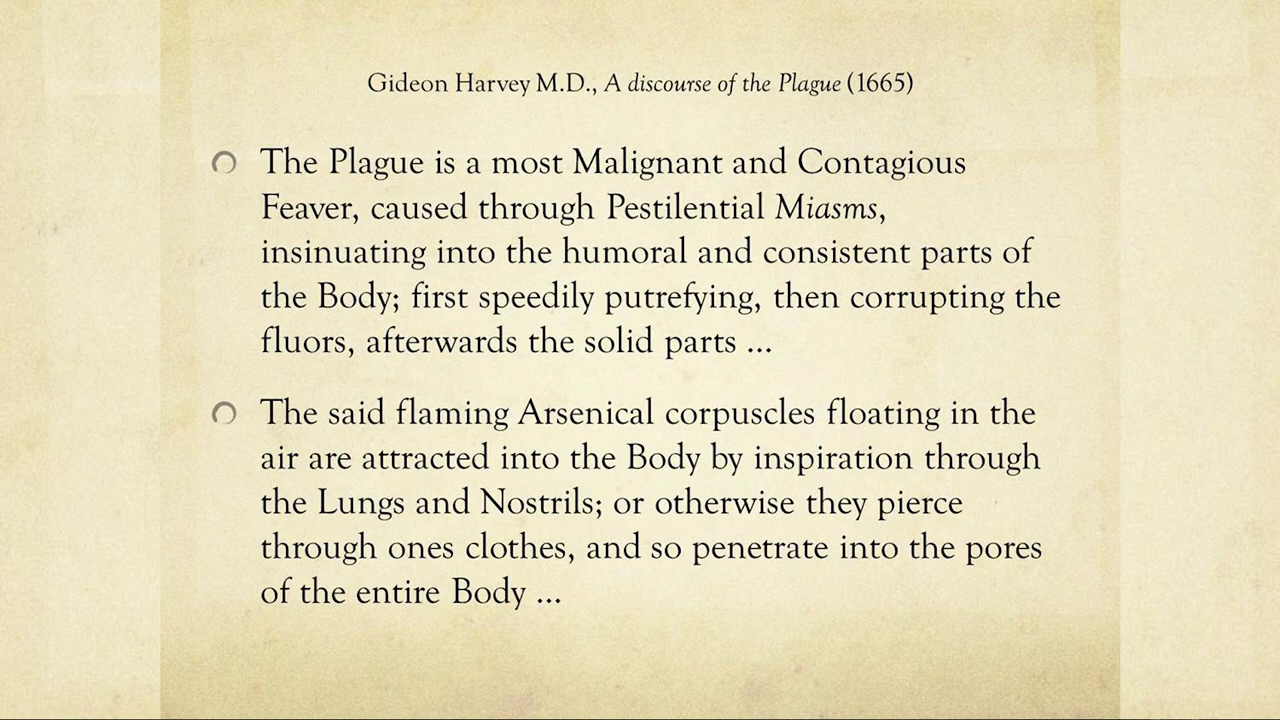 Gideon Harvey M.D., A discourse of the Plague (1665)
The Plague is a most Malignant and Contagious
Feaver, caused through Pestilential Miasms,
insinuating into the humoral and consistent parts of
the Body; first speedily putrefying, then corrupting the
fluors, afterwards the solid parts ...
The said flaming Arsenical corpuscles floating in the
air are attracted into the Body by inspiration through
the Lungs and Nostrils; or otherwise they pierce
through ones clothes, and so penetrate into the pores
of the entire Body ...